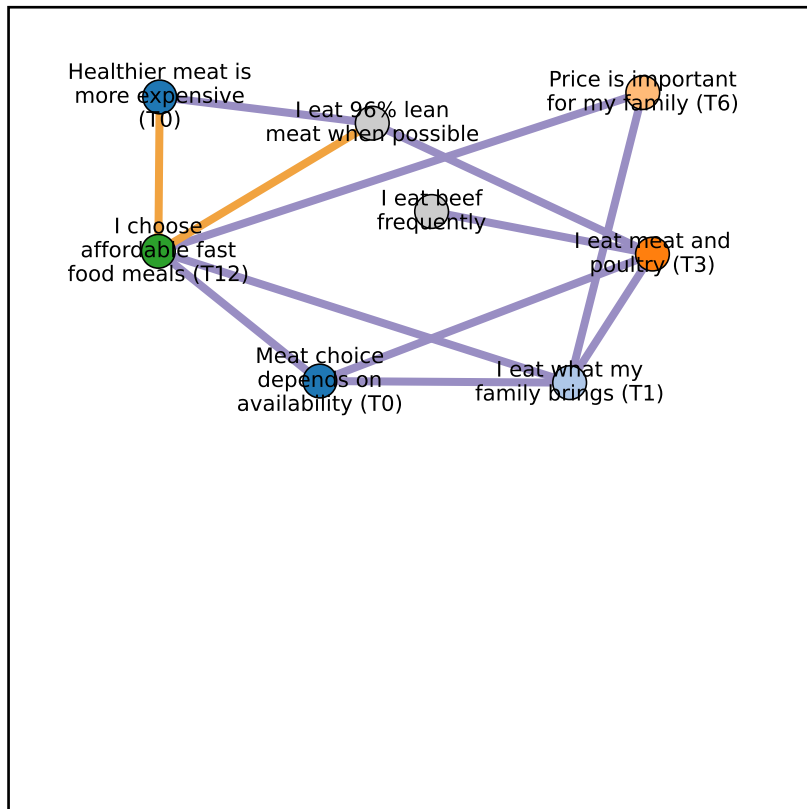 Healthier meat is
more expensive
(T0)
I eat 96% lean
meat when possible
Price is important
for my family (T6)
I eat beef
frequently
I choose
affordable fast
food meals (T12)
I eat meat and
poultry (T3)
Meat choice
depends on
availability (T0)
I eat what my
family brings (T1)